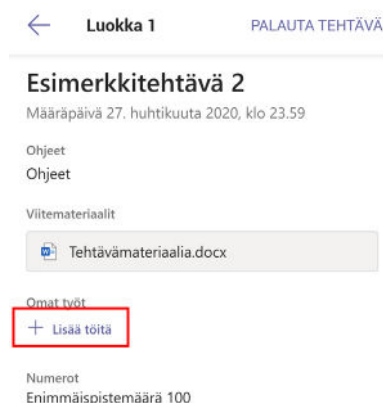 Luokka 1
PALAUTA TEHTÄVÄ
Esimerkkitehtävä 2
Määräpäivä 27. huhtikuuta 2020, klo 23.59
Ohjeet
Ohjeet
Viitemateriaalit
Tehtävämateriaalia.docx
Omat työt
+ Lisää töitä
Numerot
Enimmäispistemäärä 100